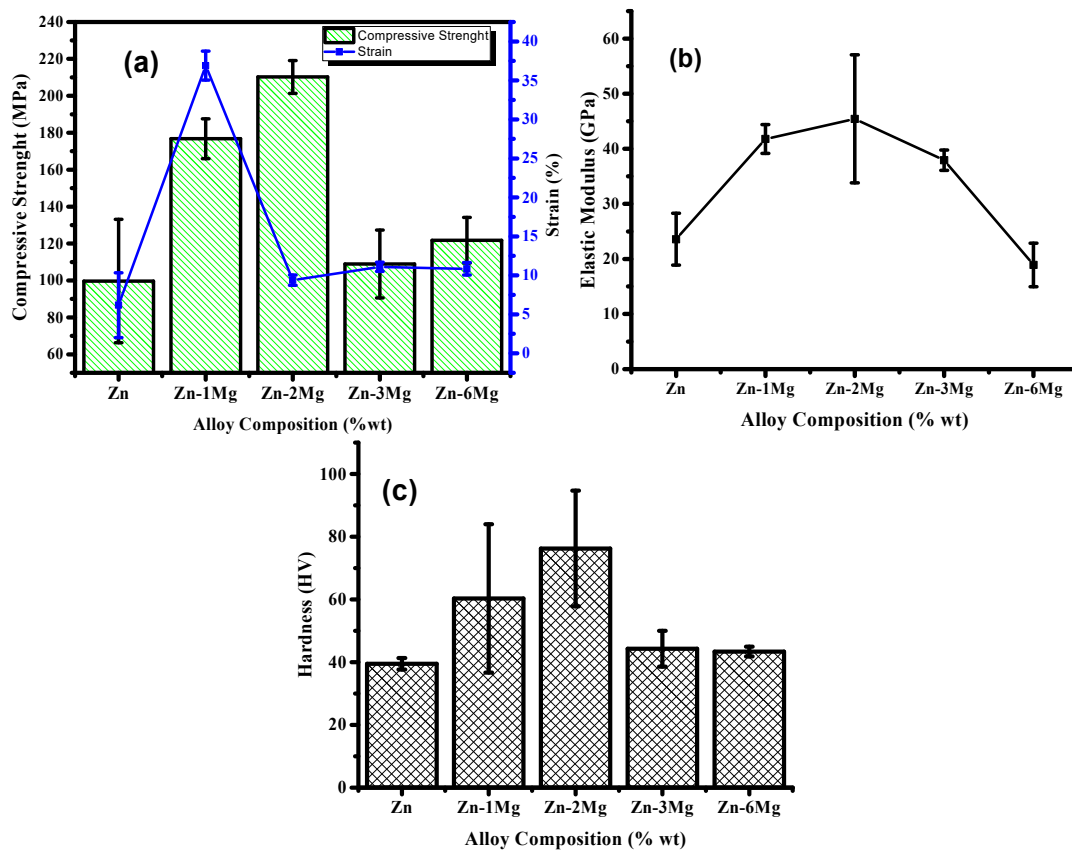 (a)
Compressive Strenght
Strain
Compressive Strenght (MPa)
240
220
200
180
160
140
120
100
80
60
Strain (%)
40
35
30
25
20
15
10
5
0
Zn Zn-1Mg Zn-2Mg Zn-3Mg Zn-6Mg
Alloy Composition (%wt)
(b)
Elastic Modulus (GPa)
60
50
40
30
20
10
0
Zn Zn-1Mg Zn-2Mg Zn-3Mg Zn-6Mg
Alloy Composition (% wt)
(c)
Hardness (HV)
100
80
60
40
20
0
Zn Zn-1Mg Zn-2Mg Zn-3Mg Zn-6Mg
Alloy Composition (% wt)